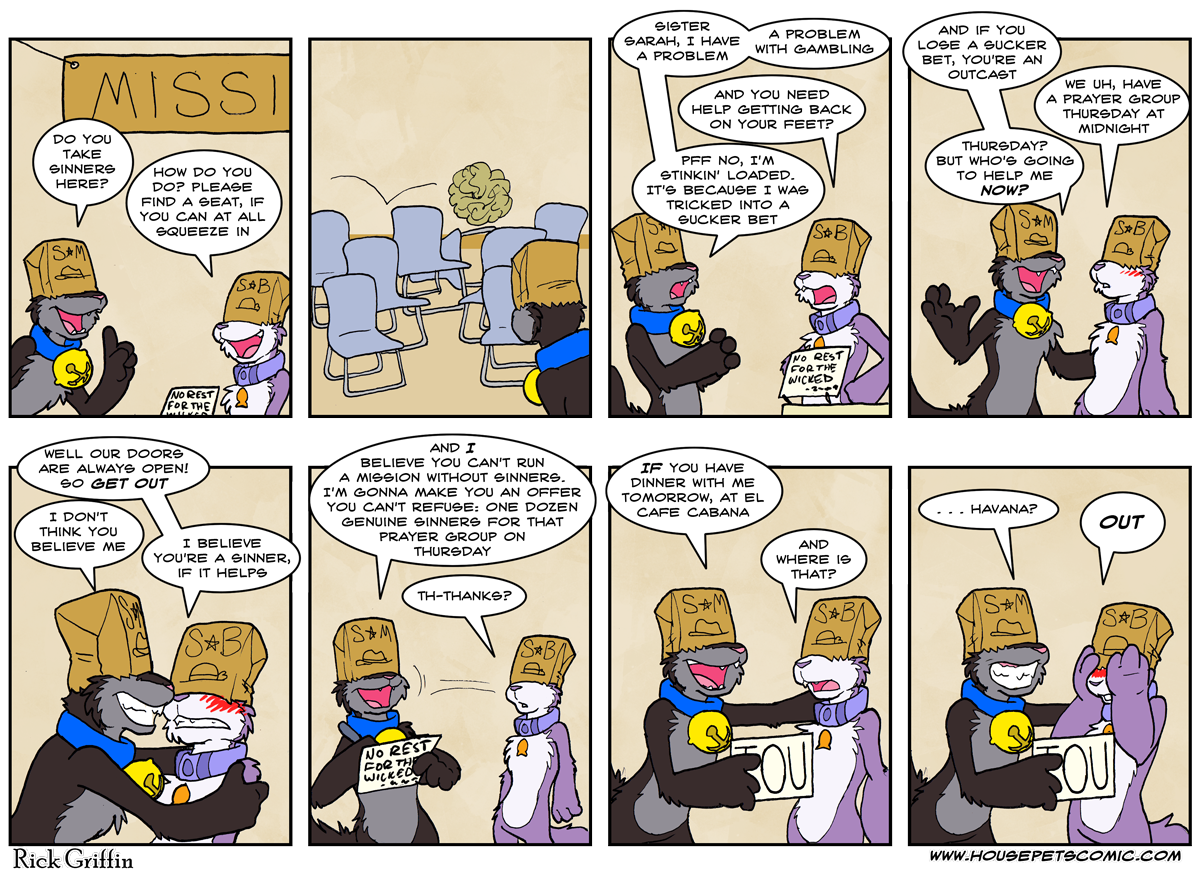 MISSI
DO YOU
TAKE
SINNERS
HERE?
HOW DO YOU
DO? PLEASE
FIND A SEAT, IF
YOU CAN AT ALL
SQUEEZE IN
S★M
S★B
NO REST
FOR THE
WICKED
SISTER
SARAH, I HAVE
A PROBLEM
A PROBLEM
WITH GAMBLING
AND YOU NEED
HELP GETTING BACK
ON YOUR FEET?
PFF NO, I'M
STINKIN' LOADED.
IT'S BECAUSE I WAS
TRICKED INTO A
SUCKER BET
S★M
S★B
NO REST
FOR THE
WICKED
AND IF YOU
LOSE A SUCKER
BET, YOU'RE AN
OUTCAST
WE UH, HAVE
A PRAYER GROUP
THURSDAY AT
MIDNIGHT
THURSDAY?
BUT WHO'S GOING
TO HELP ME
NOW?
S★M
S★B
WELL OUR DOORS
ARE ALWAYS OPEN!
SO GET OUT
I DON'T
THINK YOU
BELIEVE ME
I BELIEVE
YOU'RE A SINNER,
IF IT HELPS
S★M
S★B
AND I
BELIEVE YOU CAN'T RUN
A MISSION WITHOUT SINNERS.
I'M GONNA MAKE YOU AN OFFER
YOU CAN'T REFUSE: ONE DOZEN
GENUINE SINNERS FOR THAT
PRAYER GROUP ON
THURSDAY
TH-THANKS?
S★M
S★B
NO REST
FOR THE
WICKED
IF YOU HAVE
DINNER WITH ME
TOMORROW, AT EL
CAFE CABANA
AND
WHERE IS
THAT?
S★M
S★B
IOU
. . . HAVANA?
OUT
S★M
S★B
IOU
Rick Griffin
WWW.HOUSEPETSCOMIC.COM